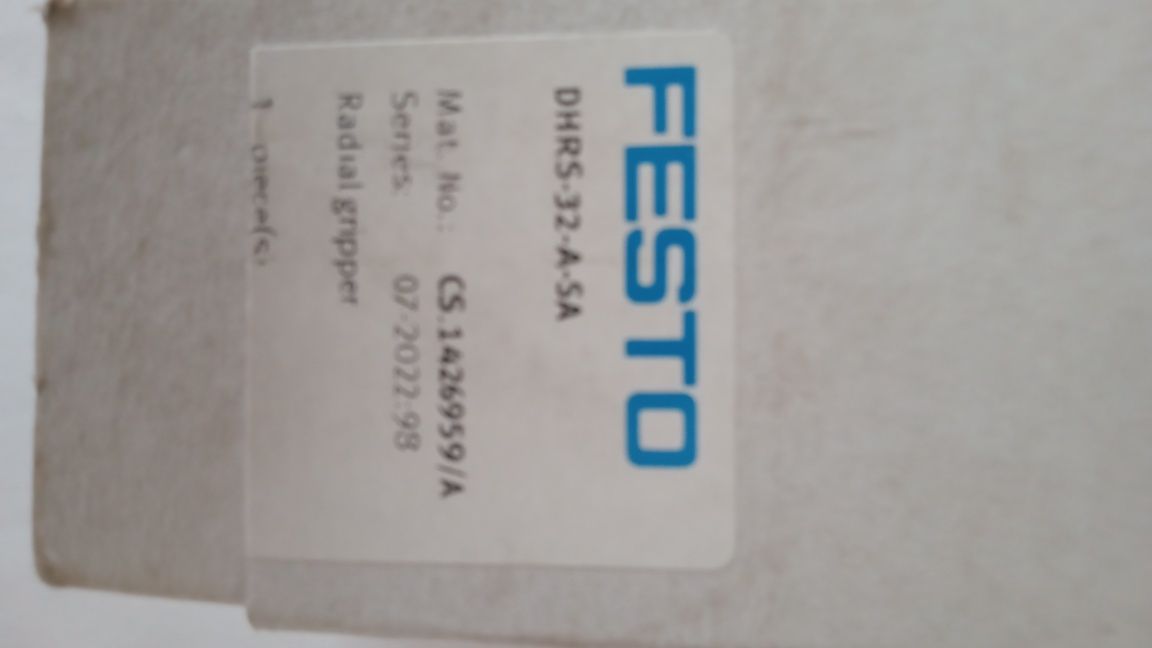 FESTO
DHRS-32-A-SA
Mat. No.: CS.1426959/A
Series: 07-2022:98
Radial gripper
1 piece(s)